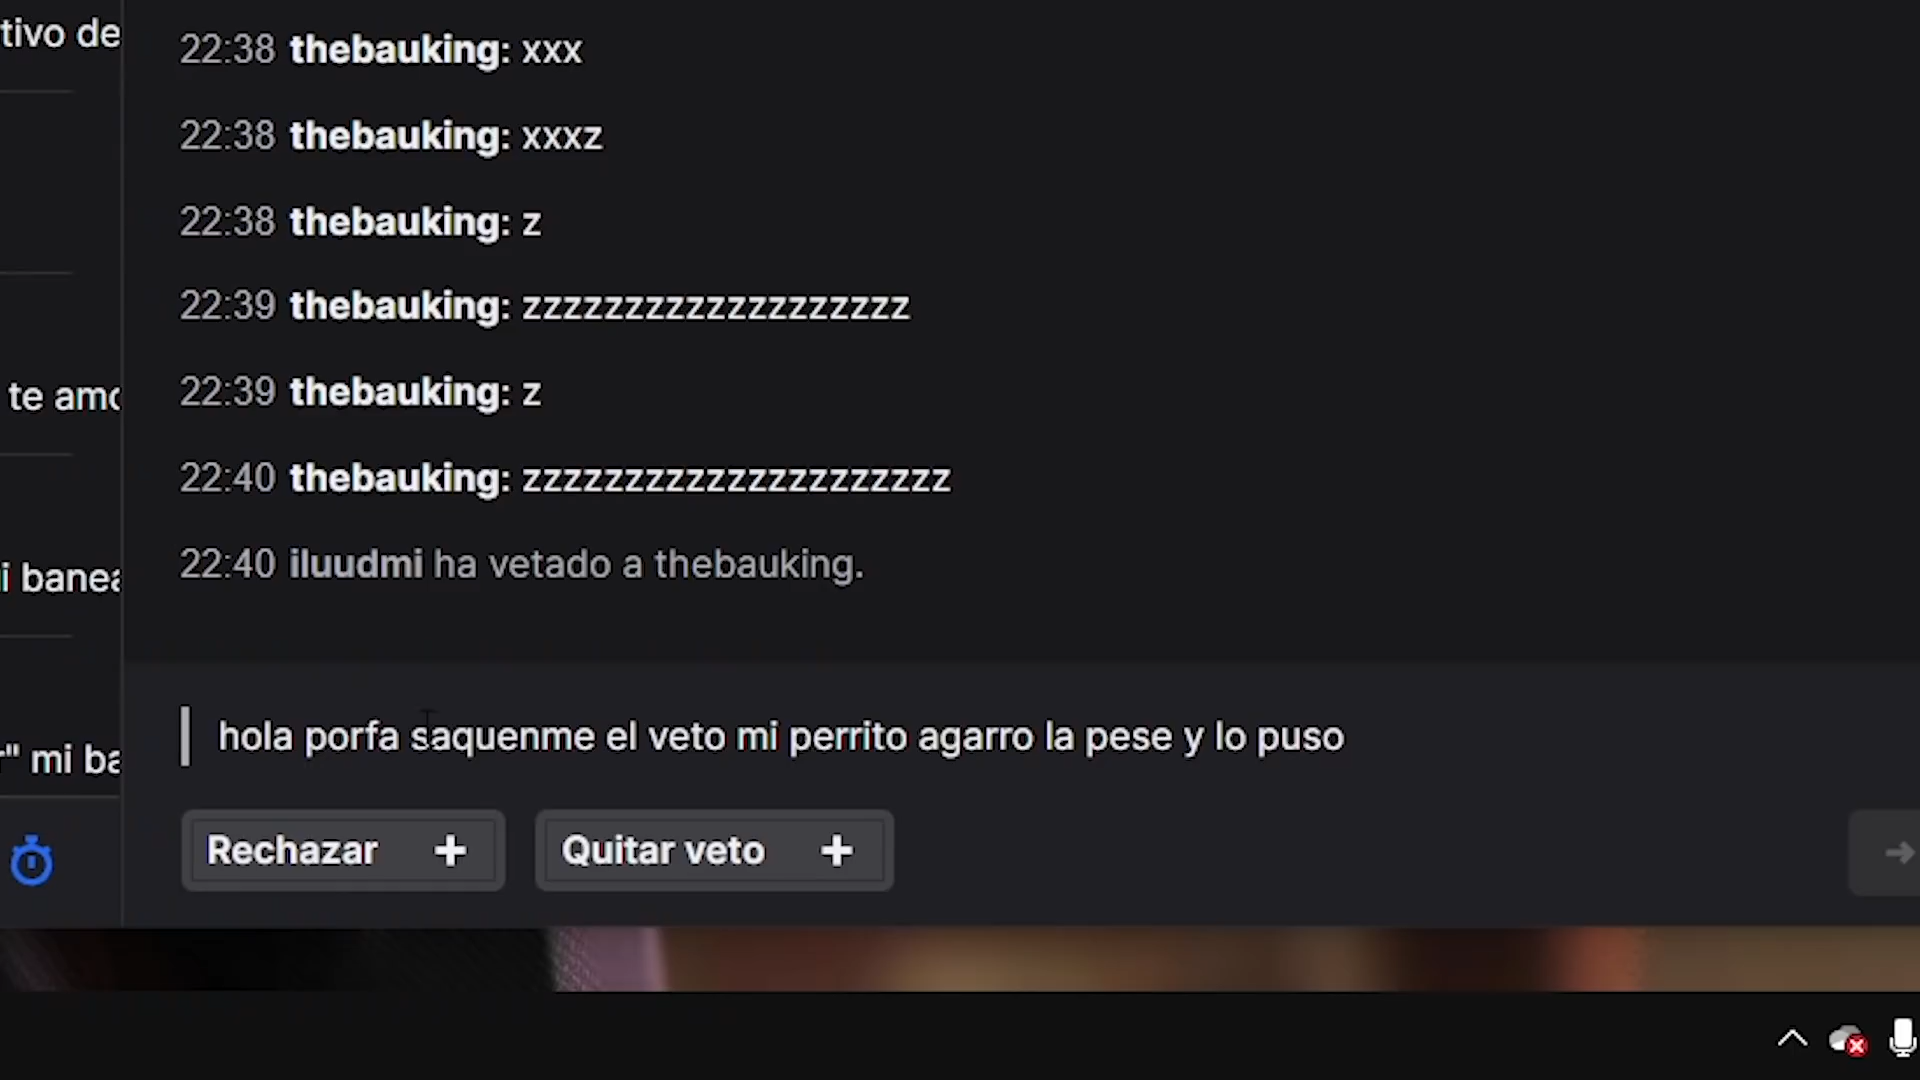 tivo de
22:38 thebauking: xxx
22:38 thebauking: xxxz
22:38 thebauking: z
22:39 thebauking: zzzzzzzzzzzzzzzzzzz
te amo
22:39 thebauking: z
22:40 thebauking: zzzzzzzzzzzzzzzzzzzzz
i banea
22:40 iluudmi ha vetado a thebauking.
hola porfa saquenme el veto mi perrito agarro la pese y lo puso
r" mi ba
Rechazar +
Quitar veto +